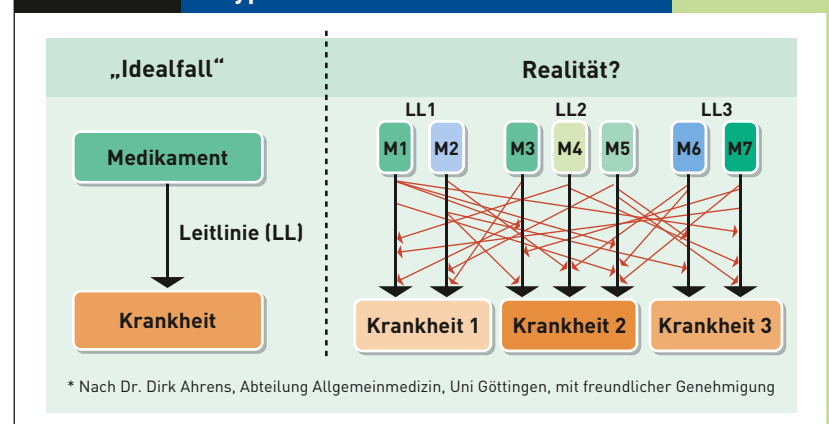 „Idealfall“
Realität?
LL1 LL2 LL3
Medikament
M1 M2 M3 M4 M5 M6 M7
Leitlinie (LL)
Krankheit
Krankheit 1 Krankheit 2 Krankheit 3
* Nach Dr. Dirk Ahrens, Abteilung Allgemeinmedizin, Uni Göttingen, mit freundlicher Genehmigung